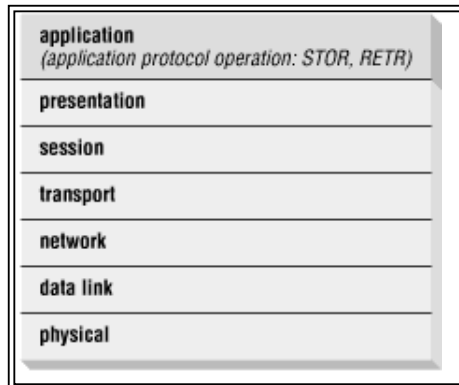 application
(application protocol operation: STOR, RETR)
presentation
session
transport
network
data link
physical